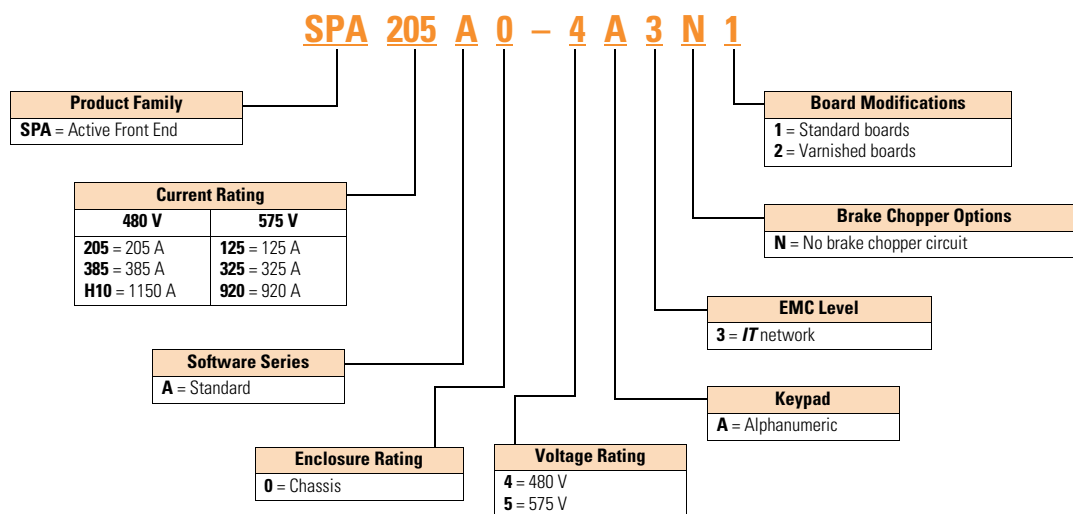 SPA 205 A 0 – 4 A 3 N 1
Product Family
SPA = Active Front End
Current Rating
480 V
575 V
205 = 205 A
125 = 125 A
385 = 385 A
325 = 325 A
H10 = 1150 A
920 = 920 A
Software Series
A = Standard
Enclosure Rating
0 = Chassis
Voltage Rating
4 = 480 V
5 = 575 V
Keypad
A = Alphanumeric
EMC Level
3 = IT network
Brake Chopper Options
N = No brake chopper circuit
Board Modifications
1 = Standard boards
2 = Varnished boards